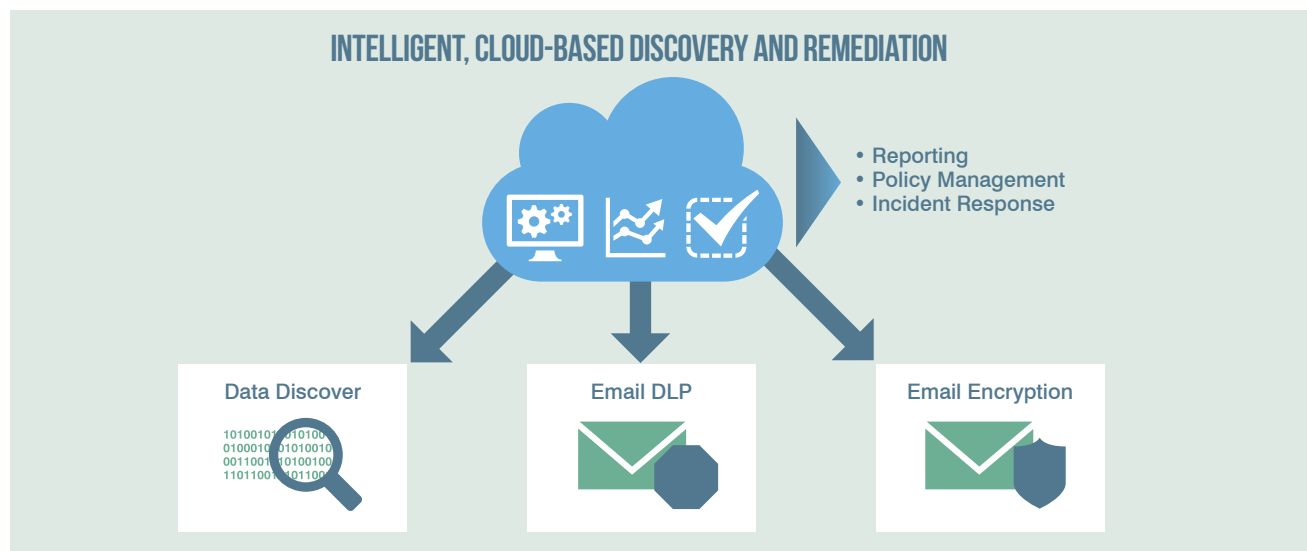 INTELLIGENT, CLOUD-BASED DISCOVERY AND REMEDIATION
• Reporting
• Policy Management
• Incident Response
Data Discover
Email DLP
Email Encryption